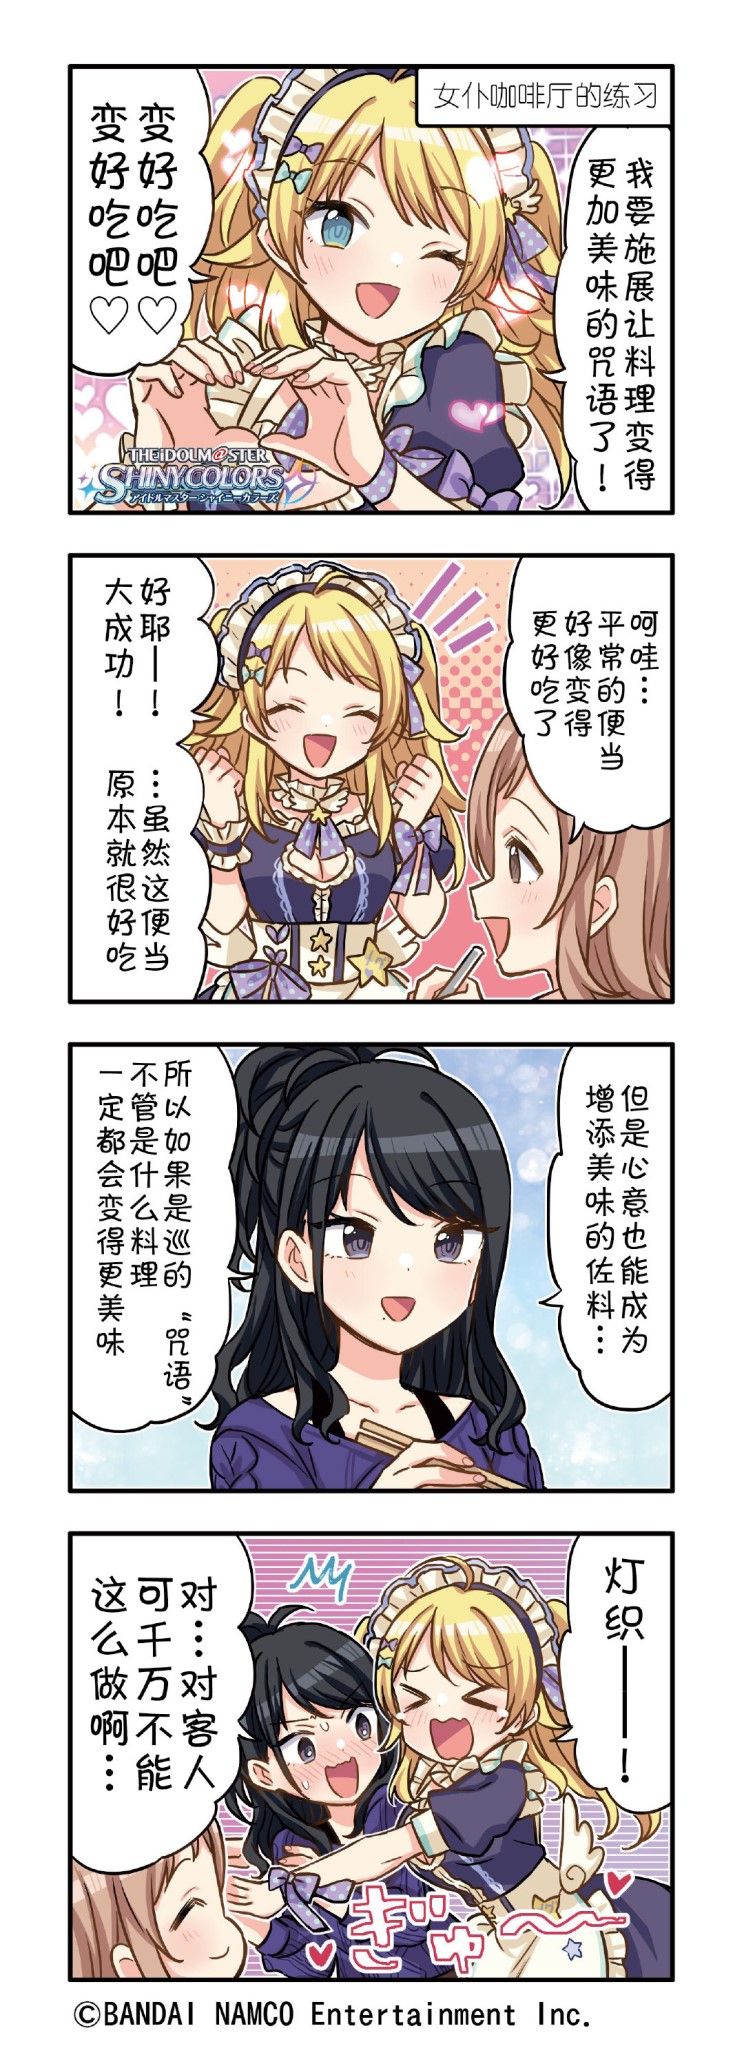 女仆咖啡厅的练习
我要施展让料理变得
更加美味的咒语了！
变好吃吧♡
变好吃吧♡
THE iDOLM@STER
SHINYCOLORS
アイドルマスター シャイニーカラーズ
呵哇…
平常的便当
好像变得
更好吃了
好耶—！
大成功！
…虽然这便当
原本就很好吃
但是心意也能成为
增添美味的佐料…
所以如果是巡的“咒语”
不管是什么料理
一定都会变得更美味
灯织——！
对…对客人
可千万不能
这么做啊…
ぎゅ～
©BANDAI NAMCO Entertainment Inc.